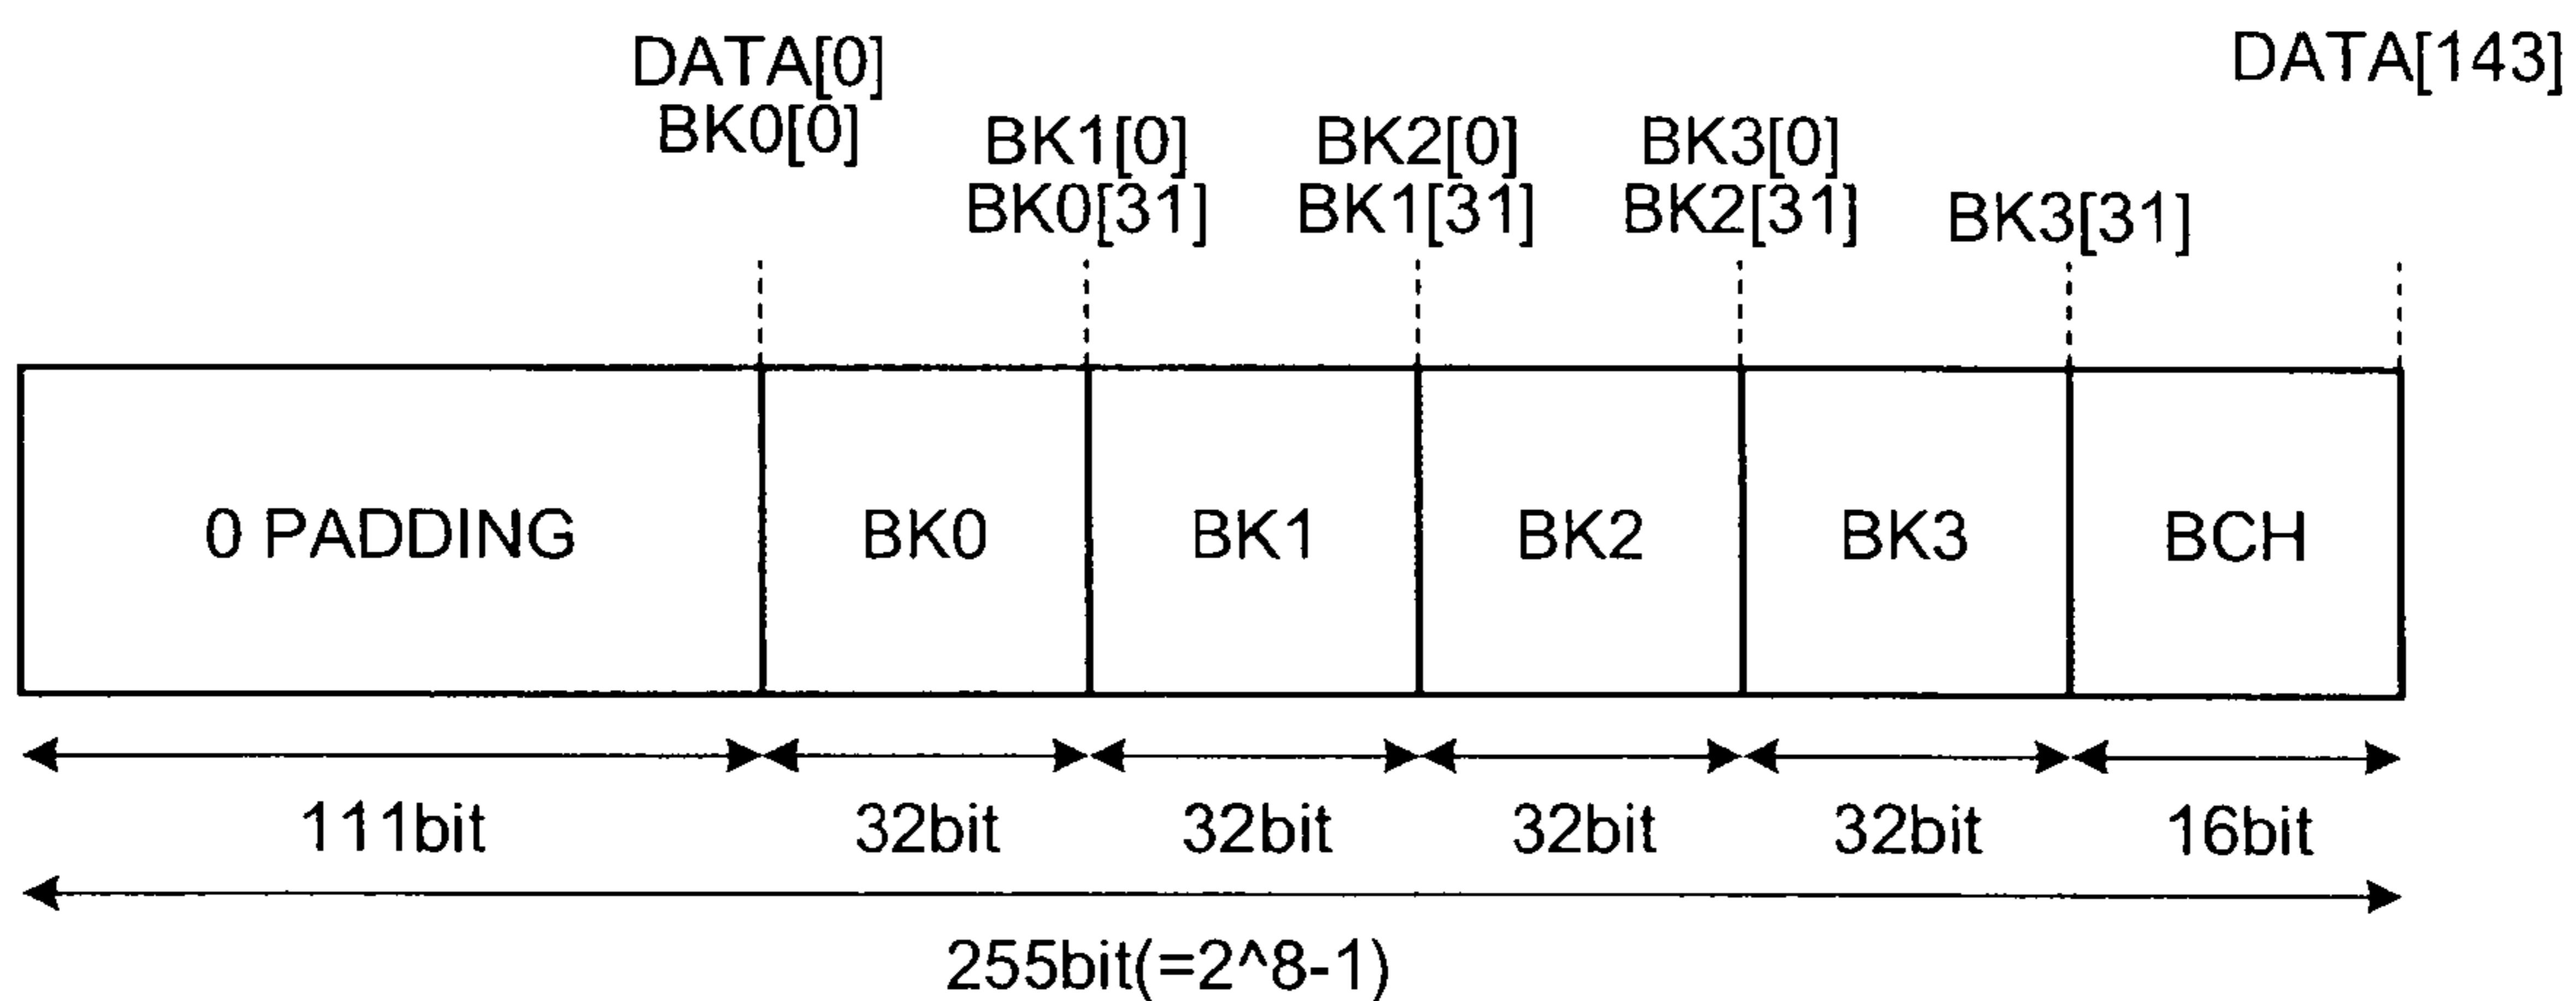 DATA[0]
BK0[0]
BK1[0]
BK0[31]
BK2[0]
BK1[31]
BK3[0]
BK2[31]
BK3[31]
DATA[143]
0 PADDING
BK0
BK1
BK2
BK3
BCH
111bit
32bit
32bit
32bit
32bit
16bit
255bit(=2^8-1)